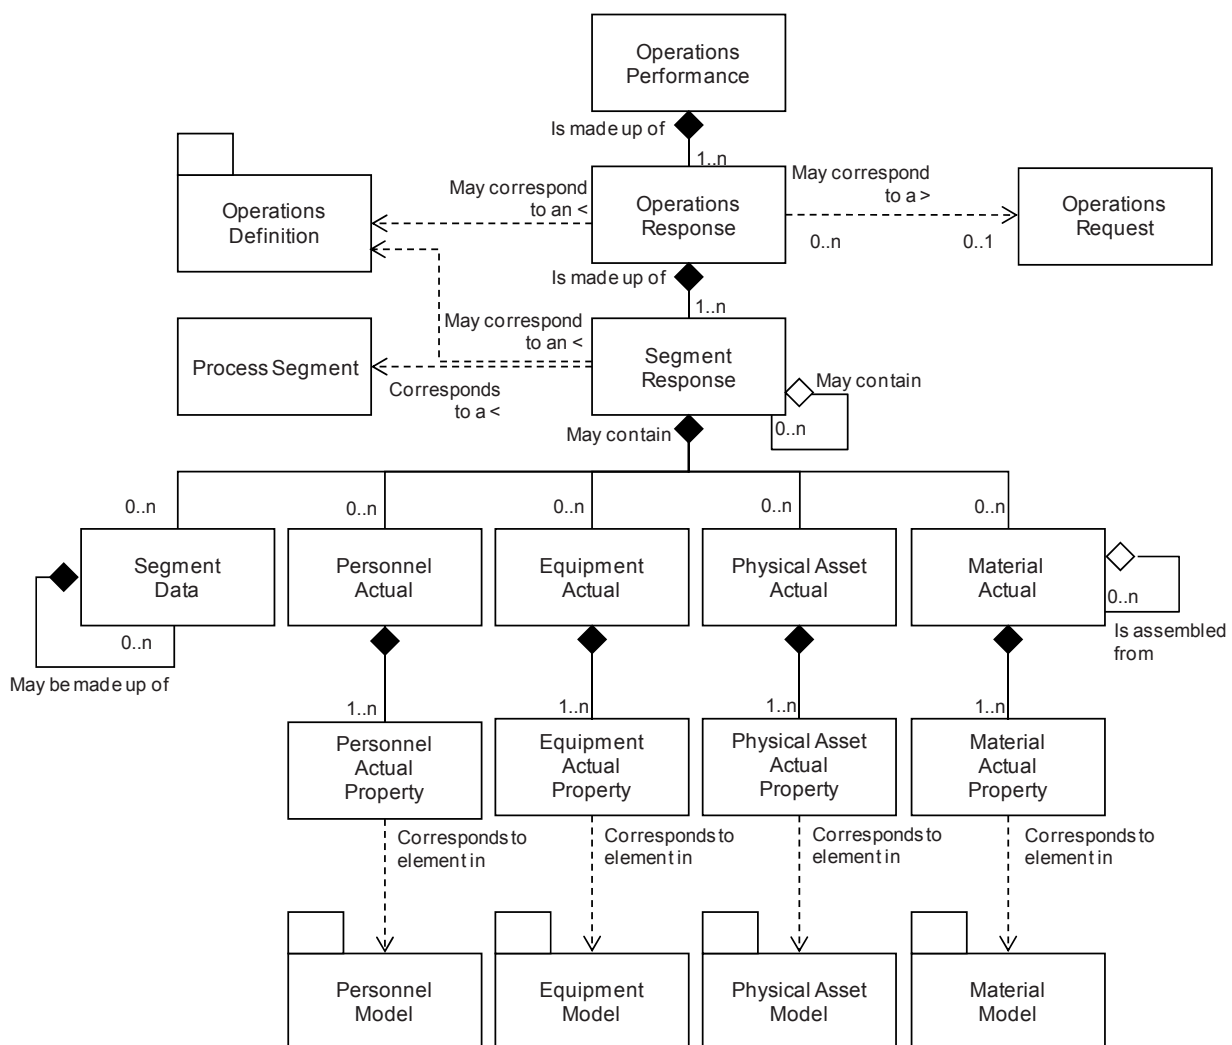 Operations
Performance
Is made up of
1..n
May correspond
to an <
May correspond
to a >
Operations
Definition
Operations
Response
Operations
Request
0..n
0..1
Is made up of
1..n
May correspond
to an <
Process Segment
Segment
Response
Corresponds
to a <
May contain
0..n
May contain
0..n
0..n
0..n
0..n
0..n
Segment
Data
Personnel
Actual
Equipment
Actual
Physical Asset
Actual
Material
Actual
0..n
0..n
Is assembled
from
May be made up of
1..n
1..n
1..n
1..n
Personnel
Actual
Property
Equipment
Actual
Property
Physical Asset
Actual
Property
Material
Actual
Property
Corresponds to
element in
Corresponds to
element in
Corresponds to
element in
Corresponds to
element in
Personnel
Model
Equipment
Model
Physical Asset
Model
Material
Model